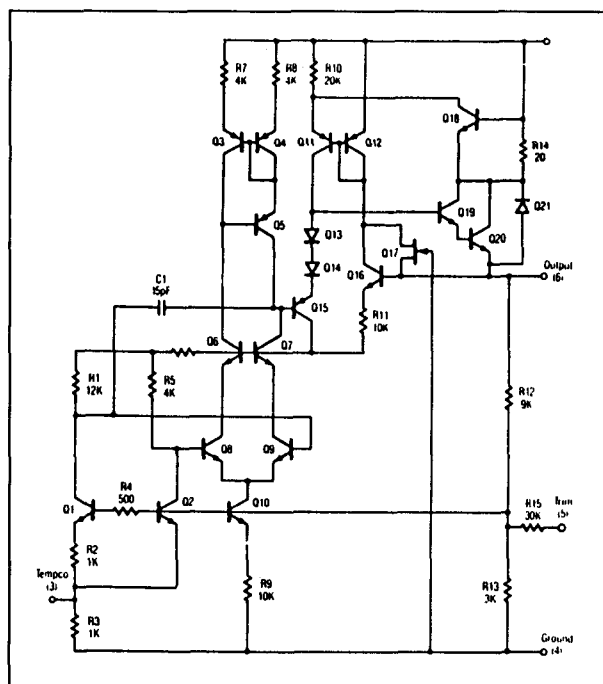 R7
4K
R8
4K
R10
20K
Q18
R14
20
Q3
Q4
Q11
Q12
Q19
Q21
Q5
Q13
Q20
Q17
Q14
Output
(6)
C1
15pF
Q16
Q15
R11
10K
Q6
Q7
R1
12K
R5
4K
R12
9K
Q8
Q9
R4
500
Q1
Q2
Q10
R15
30K
Trim
(5)
R2
1K
Tempco
(3)
R9
10K
R13
3K
R3
1K
Ground
(4)